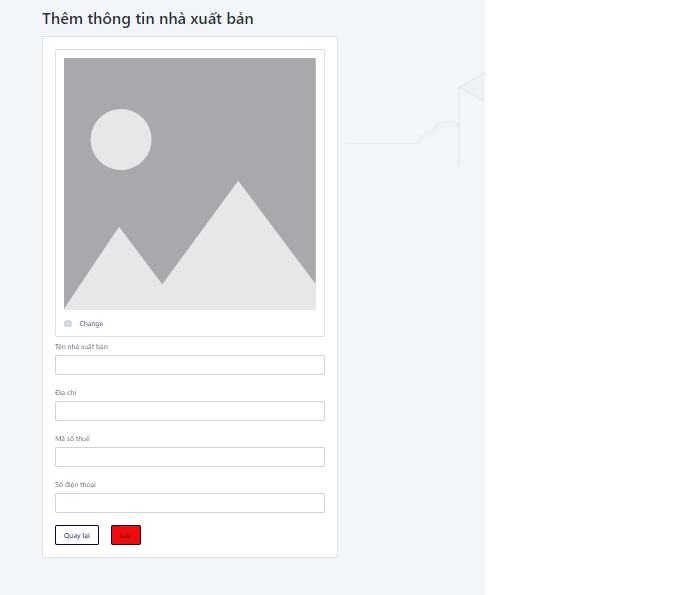 Thêm thông tin nhà xuất bản
Change
Tên nhà xuất bản
Địa chỉ
Mã số thuế
Số điện thoại
Quay lại